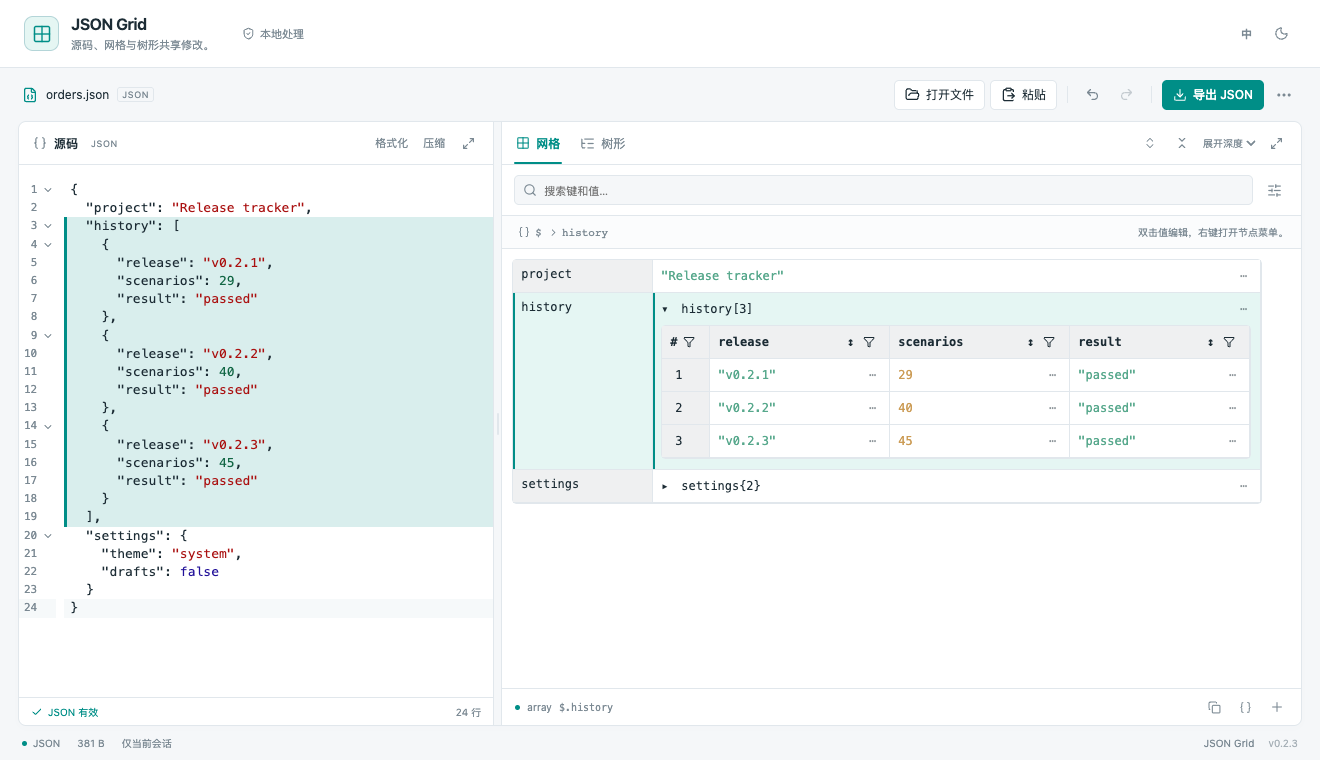 JSON Grid
源码、网格与树形共享修改。
本地处理
中
orders.json JSON
打开文件
粘贴
导出 JSON
{} 源码 JSON
格式化 压缩
1 {
2 "project": "Release tracker",
3 "history": [
4 {
5 "release": "v0.2.1",
6 "scenarios": 29,
7 "result": "passed"
8 },
9 {
10 "release": "v0.2.2",
11 "scenarios": 40,
12 "result": "passed"
13 },
14 {
15 "release": "v0.2.3",
16 "scenarios": 45,
17 "result": "passed"
18 }
19 ],
20 "settings": {
21 "theme": "system",
22 "drafts": false
23 }
24 }
JSON 有效
24 行
网格 树形
展开深度
搜索键和值...
{} $ > history
双击值编辑，右键打开节点菜单。
project "Release tracker" …
history ▾ history[3] …
# release ↕ scenarios ↕ result ↕
1 "v0.2.1" … 29 … "passed" …
2 "v0.2.2" … 40 … "passed" …
3 "v0.2.3" … 45 … "passed" …
settings ▸ settings{2} …
array $.history
{} +
JSON 381 B 仅当前会话
JSON Grid v0.2.3